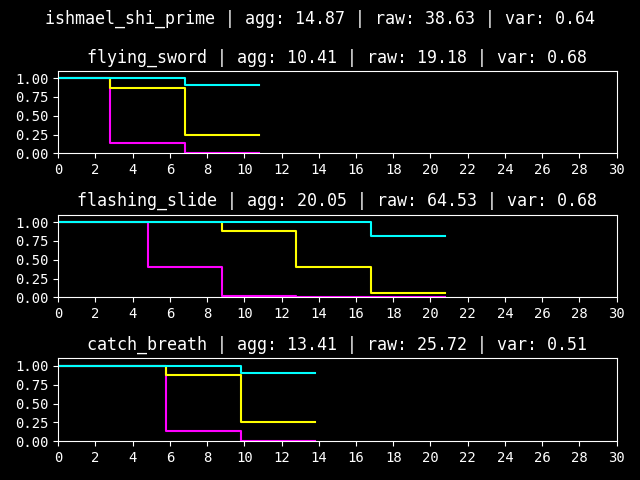 ishmael_shi_prime | agg: 14.87 | raw: 38.63 | var: 0.64
flying_sword | agg: 10.41 | raw: 19.18 | var: 0.68
1.00
0.75
0.50
0.25
0.00
0 2 4 6 8 10 12 14 16 18 20 22 24 26 28 30
flashing_slide | agg: 20.05 | raw: 64.53 | var: 0.68
1.00
0.75
0.50
0.25
0.00
0 2 4 6 8 10 12 14 16 18 20 22 24 26 28 30
catch_breath | agg: 13.41 | raw: 25.72 | var: 0.51
1.00
0.75
0.50
0.25
0.00
0 2 4 6 8 10 12 14 16 18 20 22 24 26 28 30